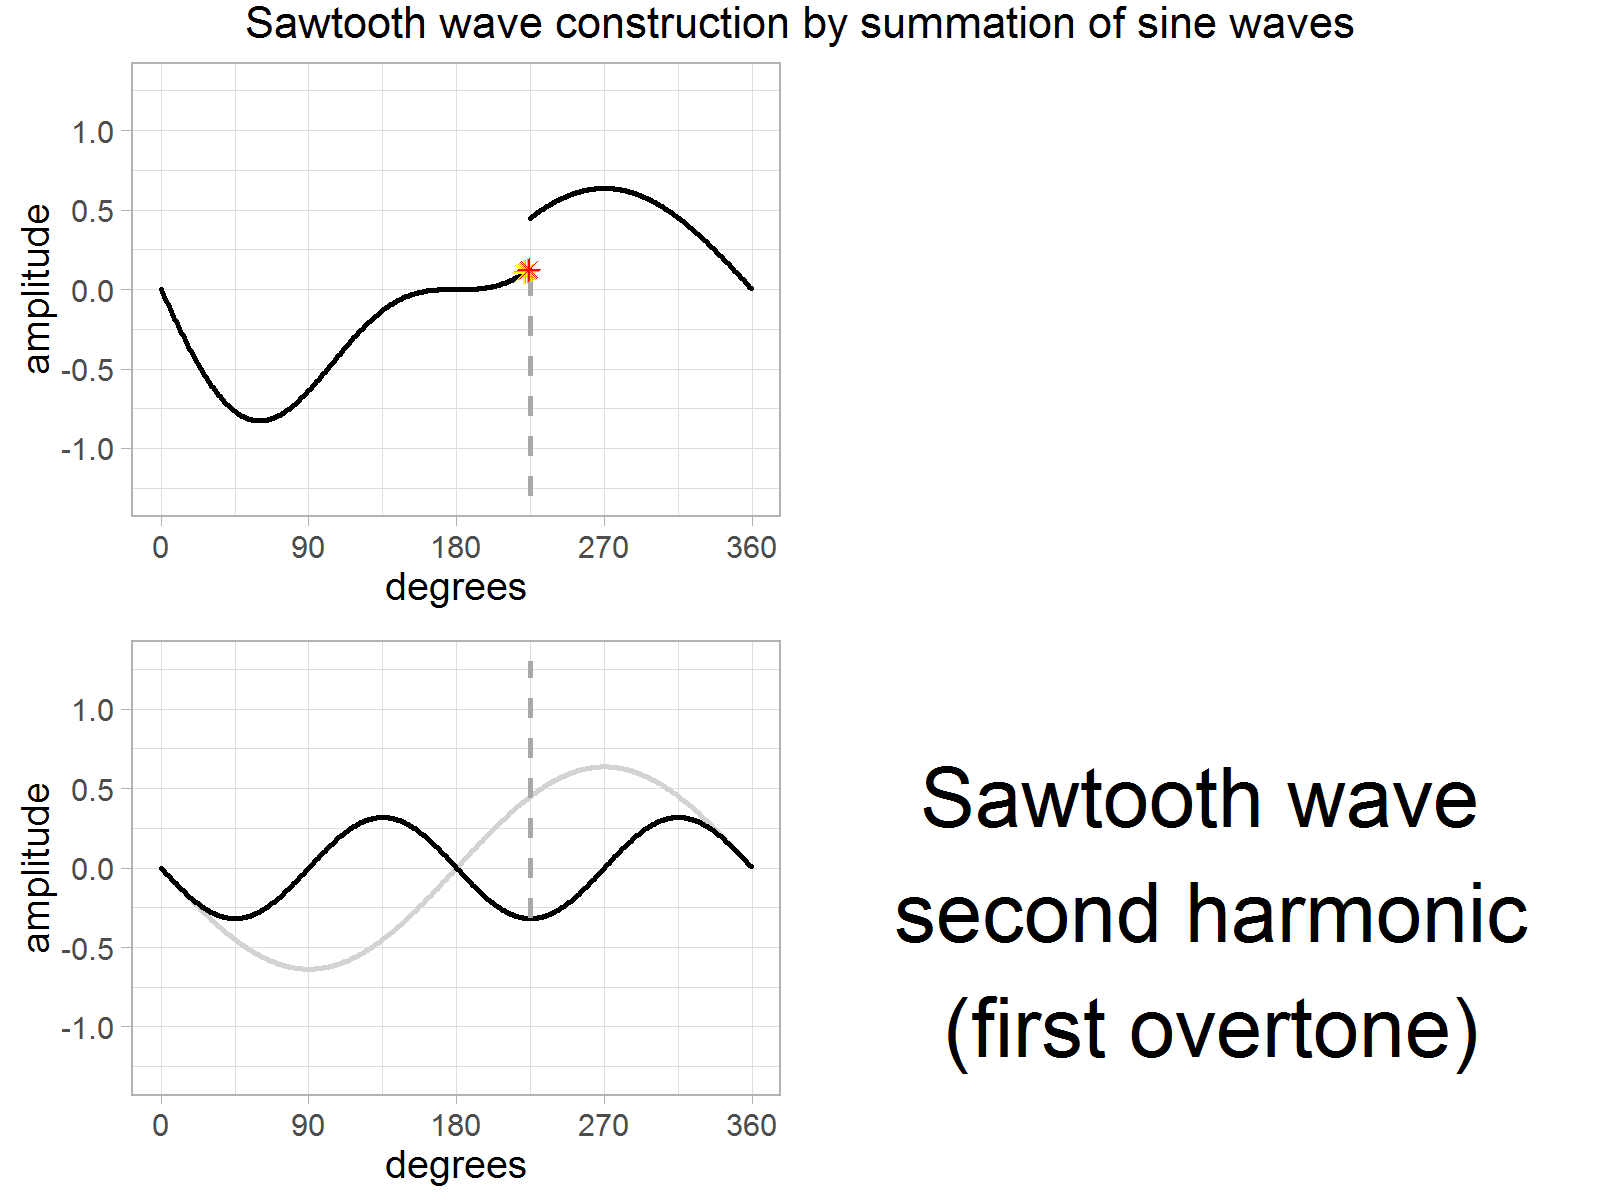 Sawtooth wave construction by summation of sine waves
amplitude
1.0
0.5
0.0
-0.5
-1.0
0 90 180 270 360
degrees
amplitude
1.0
0.5
0.0
-0.5
-1.0
0 90 180 270 360
degrees
Sawtooth wave
second harmonic
(first overtone)